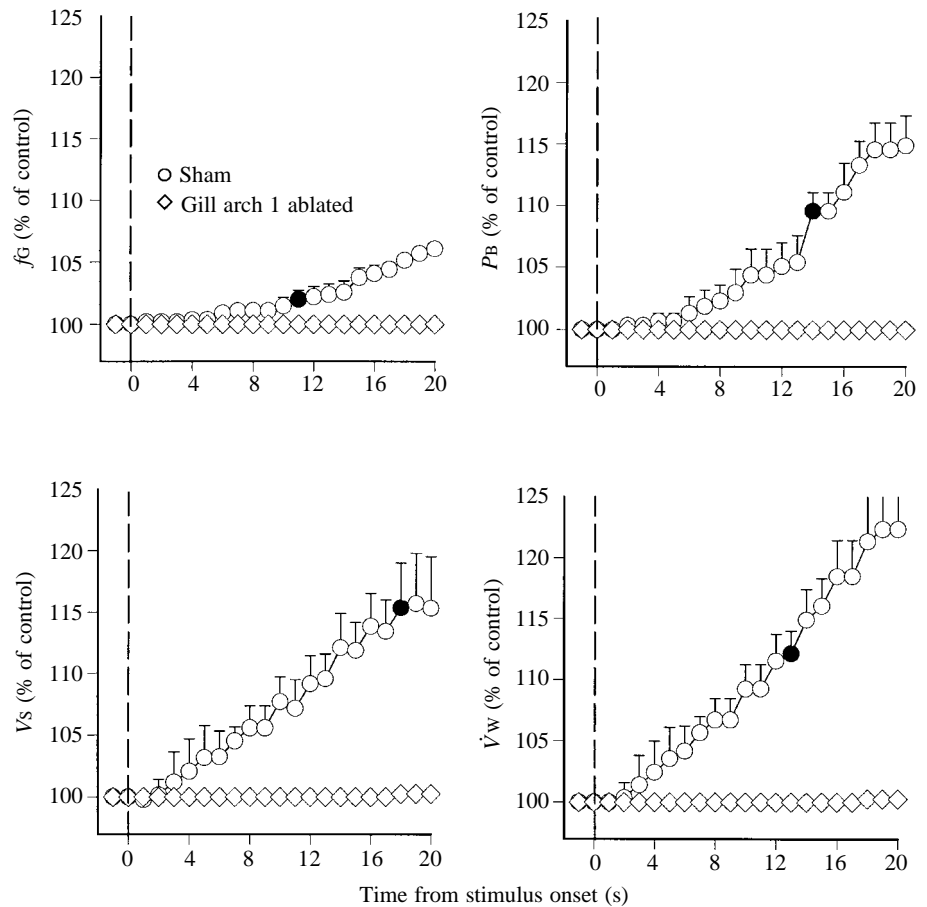 125
120
115
110
105
100
fG (% of control)
Sham
Gill arch 1 ablated
0 4 8 12 16 20
125
120
115
110
105
100
PB (% of control)
0 4 8 12 16 20
125
120
115
110
105
100
VS (% of control)
0 4 8 12 16 20
125
120
115
110
105
100
V̇W (% of control)
0 4 8 12 16 20
Time from stimulus onset (s)